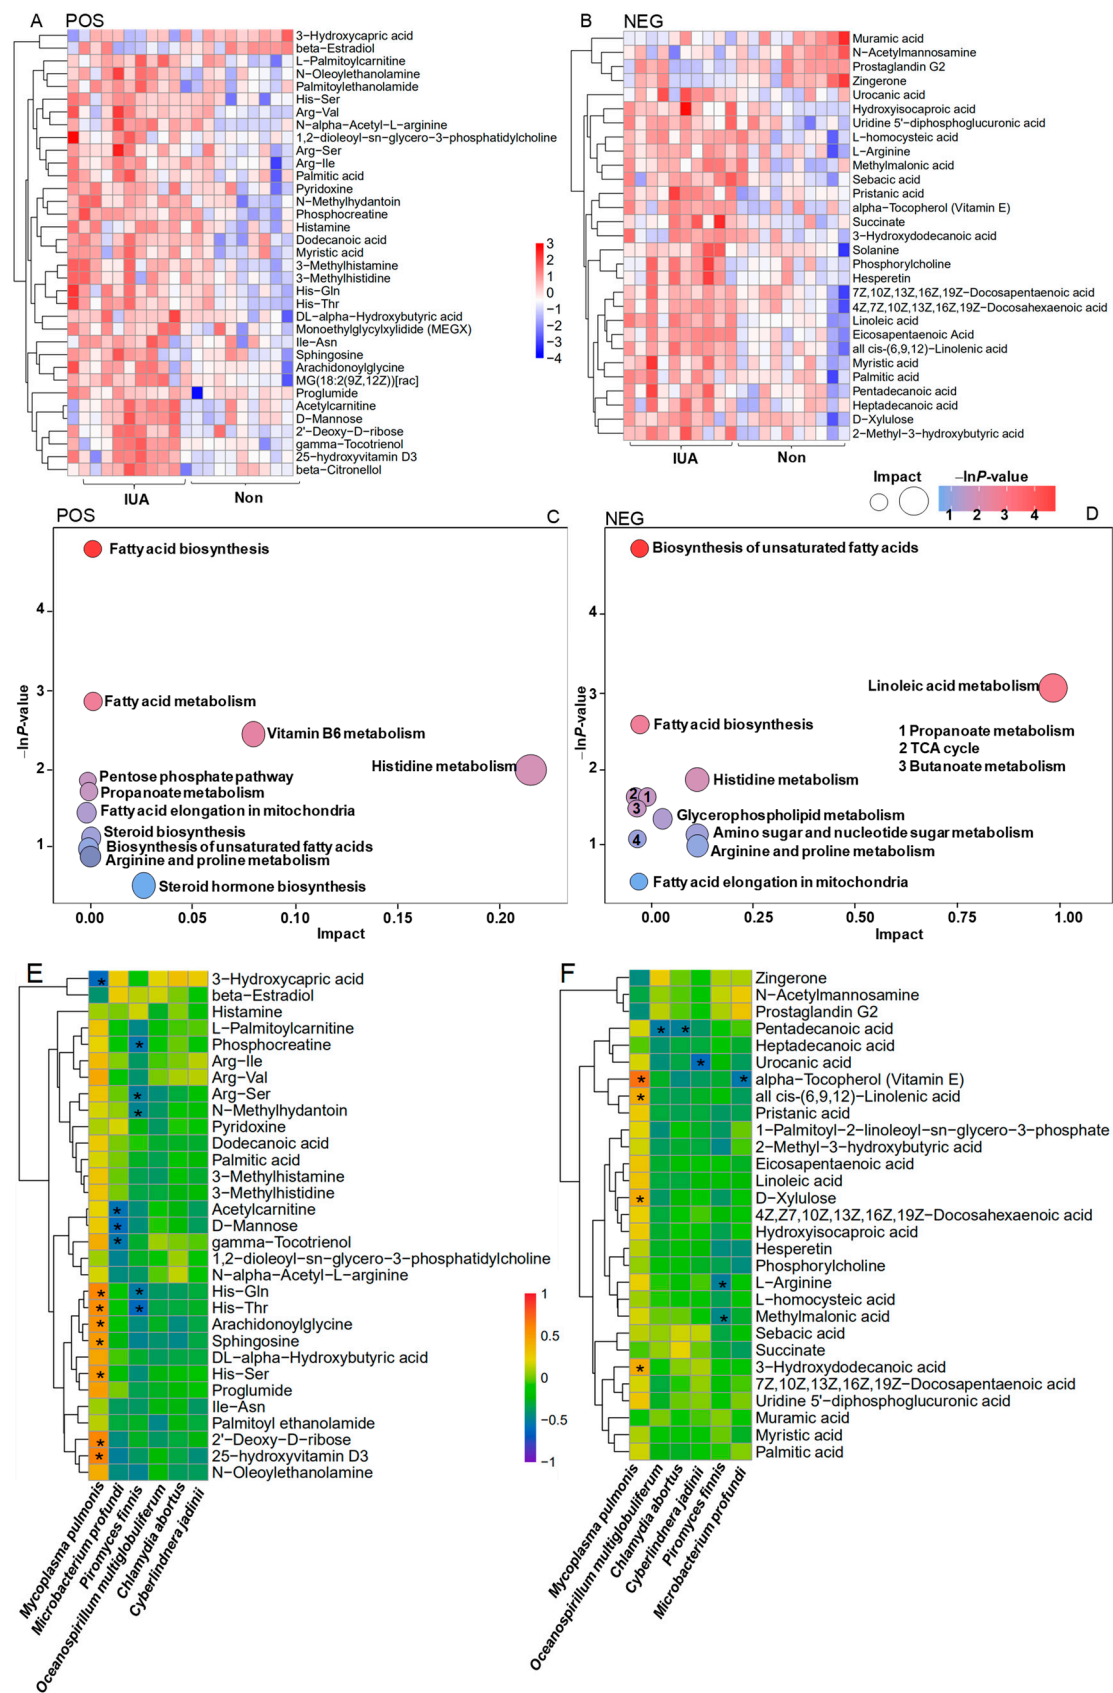 A POS
3-Hydroxycapric acid
beta-Estradiol
L-Palmitoylcarnitine
N-Oleoylethanolamine
Palmitoylethanolamide
His-Ser
Arg-Val
N-alpha-Acetyl-L-arginine
1,2-dioleoyl-sn-glycero-3-phosphatidylcholine
Arg-Ser
Arg-Ile
Palmitic acid
Pyridoxine
N-Methylhydantoin
Phosphocreatine
Histamine
Dodecanoic acid
Myristic acid
3-Methylhistamine
3-Methylhistidine
His-Gln
His-Thr
DL-alpha-Hydroxybutyric acid
Monoethylglycylxylidide (MEGX)
Ile-Asn
Sphingosine
Arachidonoylglycine
MG(18:2(9Z,12Z))[rac]
Proglumide
Acetylcarnitine
D-Mannose
2'-Deoxy-D-ribose
gamma-Tocotrienol
25-hydroxyvitamin D3
beta-Citronellol
IUA Non
3
2
1
0
-1
-2
-3
-4
B NEG
Muramic acid
N-Acetylmannosamine
Prostaglandin G2
Zingerone
Urocanic acid
Hydroxyisocaproic acid
Uridine 5'-diphosphoglucuronic acid
L-homocysteic acid
L-Arginine
Methylmalonic acid
Sebacic acid
Pristanic acid
alpha-Tocopherol (Vitamin E)
Succinate
3-Hydroxydodecanoic acid
Solanine
Phosphorylcholine
Hesperetin
7Z,10Z,13Z,16Z,19Z-Docosapentaenoic acid
4Z,7Z,10Z,13Z,16Z,19Z-Docosahexaenoic acid
Linoleic acid
Eicosapentaenoic Acid
all cis-(6,9,12)-Linolenic acid
Myristic acid
Palmitic acid
Pentadecanoic acid
Heptadecanoic acid
D-Xylulose
2-Methyl-3-hydroxybutyric acid
IUA Non
Impact -lnP-value
1 2 3 4
POS C
Fatty acid biosynthesis
Fatty acid metabolism
Vitamin B6 metabolism
Histidine metabolism
Pentose phosphate pathway
Propanoate metabolism
Fatty acid elongation in mitochondria
Steroid biosynthesis
Biosynthesis of unsaturated fatty acids
Arginine and proline metabolism
Steroid hormone biosynthesis
4
3
2
1
-lnP-value
0.00 0.05 0.10 0.15 0.20
Impact
NEG D
Biosynthesis of unsaturated fatty acids
Linoleic acid metabolism
Fatty acid biosynthesis
1 Propanoate metabolism
2 TCA cycle
3 Butanoate metabolism
Histidine metabolism
2 1
3
Glycerophospholipid metabolism
Amino sugar and nucleotide sugar metabolism
4
Arginine and proline metabolism
Fatty acid elongation in mitochondria
4
3
2
1
-lnP-value
0.00 0.25 0.50 0.75 1.00
Impact
E
3-Hydroxycapric acid
beta-Estradiol
Histamine
L-Palmitoylcarnitine
Phosphocreatine
Arg-Ile
Arg-Val
Arg-Ser
N-Methylhydantoin
Pyridoxine
Dodecanoic acid
Palmitic acid
3-Methylhistamine
3-Methylhistidine
Acetylcarnitine
D-Mannose
gamma-Tocotrienol
1,2-dioleoyl-sn-glycero-3-phosphatidylcholine
N-alpha-Acetyl-L-arginine
His-Gln
His-Thr
Arachidonoylglycine
Sphingosine
DL-alpha-Hydroxybutyric acid
His-Ser
Proglumide
Ile-Asn
Palmitoyl ethanolamide
2'-Deoxy-D-ribose
25-hydroxyvitamin D3
N-Oleoylethanolamine
Mycoplasma pulmonis
Microbacterium profundi
Piromyces finnis
Oceanospirillum multiglobuliferum
Chlamydia abortus
Cyberlindnera jadinii
1
0.5
0
-0.5
-1
F
Zingerone
N-Acetylmannosamine
Prostaglandin G2
Pentadecanoic acid
Heptadecanoic acid
Urocanic acid
alpha-Tocopherol (Vitamin E)
all cis-(6,9,12)-Linolenic acid
Pristanic acid
1-Palmitoyl-2-linoleoyl-sn-glycero-3-phosphate
2-Methyl-3-hydroxybutyric acid
Eicosapentaenoic acid
Linoleic acid
D-Xylulose
4Z,Z7,10Z,13Z,16Z,19Z-Docosahexaenoic acid
Hydroxyisocaproic acid
Hesperetin
Phosphorylcholine
L-Arginine
L-homocysteic acid
Methylmalonic acid
Sebacic acid
Succinate
3-Hydroxydodecanoic acid
7Z,10Z,13Z,16Z,19Z-Docosapentaenoic acid
Uridine 5'-diphosphoglucuronic acid
Muramic acid
Myristic acid
Palmitic acid
Mycoplasma pulmonis
Oceanospirillum multiglobuliferum
Chlamydia abortus
Cyberlindnera jadinii
Piromyces finnis
Microbacterium profundi